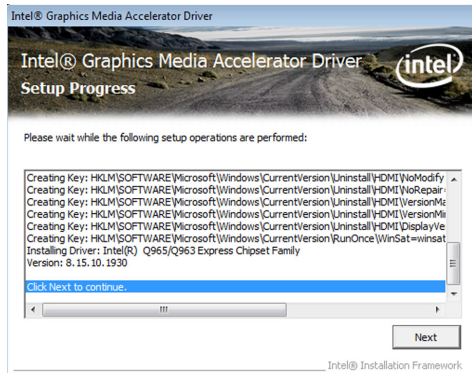 Intel® Graphics Media Accelerator Driver
Intel® Graphics Media Accelerator Driver
intel
Setup Progress
Please wait while the following setup operations are performed:
Creating Key: HKLM\SOFTWARE\Microsoft\Windows\CurrentVersion\Uninstall\HDMI\NoModify
Creating Key: HKLM\SOFTWARE\Microsoft\Windows\CurrentVersion\Uninstall\HDMI\NoRepair
Creating Key: HKLM\SOFTWARE\Microsoft\Windows\CurrentVersion\Uninstall\HDMI\VersionMa
Creating Key: HKLM\SOFTWARE\Microsoft\Windows\CurrentVersion\Uninstall\HDMI\VersionMi
Creating Key: HKLM\SOFTWARE\Microsoft\Windows\CurrentVersion\Uninstall\HDMI\DisplayVe
Creating Key: HKLM\SOFTWARE\Microsoft\Windows\CurrentVersion\RunOnce\WinSat=winsat
Installing Driver: Intel(R) Q965/Q963 Express Chipset Family
Version: 8.15.10.1930
Click Next to continue.
Next
Intel® Installation Framework